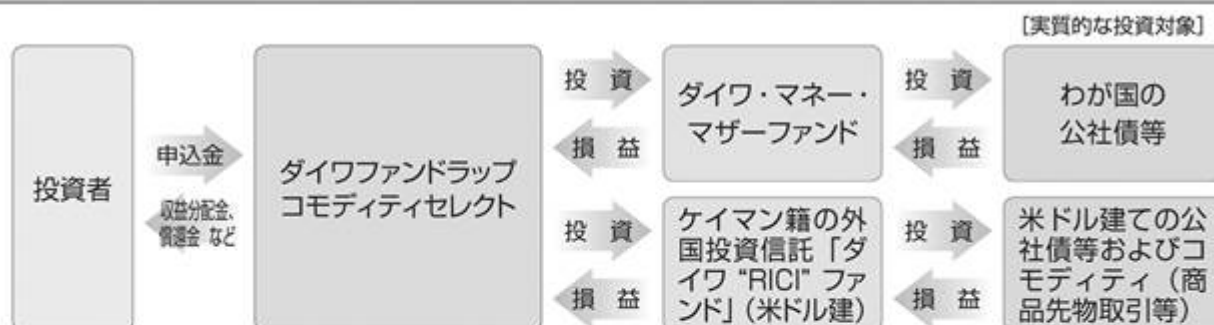 [実質的な投資対象]
投資者
申込金
収益分配金、
償還金 など
ダイワファンドラップ
コモディティセレクト
投 資
損 益
ダイワ・マネー・
マザーファンド
投 資
損 益
わが国の
公社債等
投 資
損 益
ケイマン籍の外
国投資信託「ダ
イワ “RICI” ファ
ンド」(米ドル建)
投 資
損 益
米ドル建ての公
社債等およびコ
モディティ(商
品先物取引等)